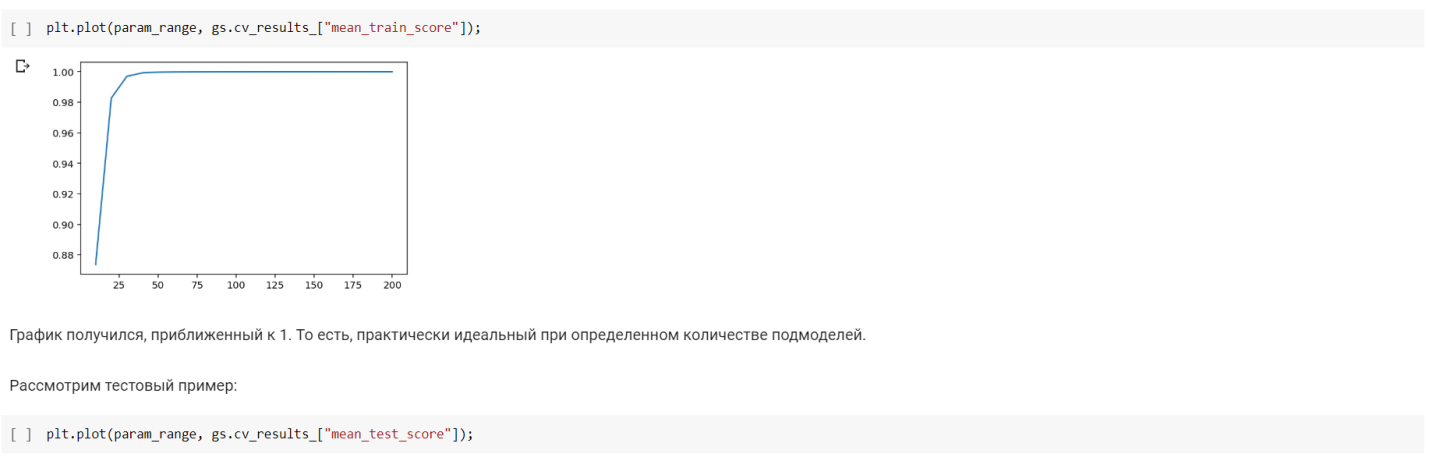 [ ] plt.plot(param_range, gs.cv_results_["mean_train_score"]);
1.00
0.98
0.96
0.94
0.92
0.90
0.88
25 50 75 100 125 150 175 200
График получился, приближенный к 1. То есть, практически идеальный при определенном количестве подмоделей.
Рассмотрим тестовый пример:
[ ] plt.plot(param_range, gs.cv_results_["mean_test_score"]);